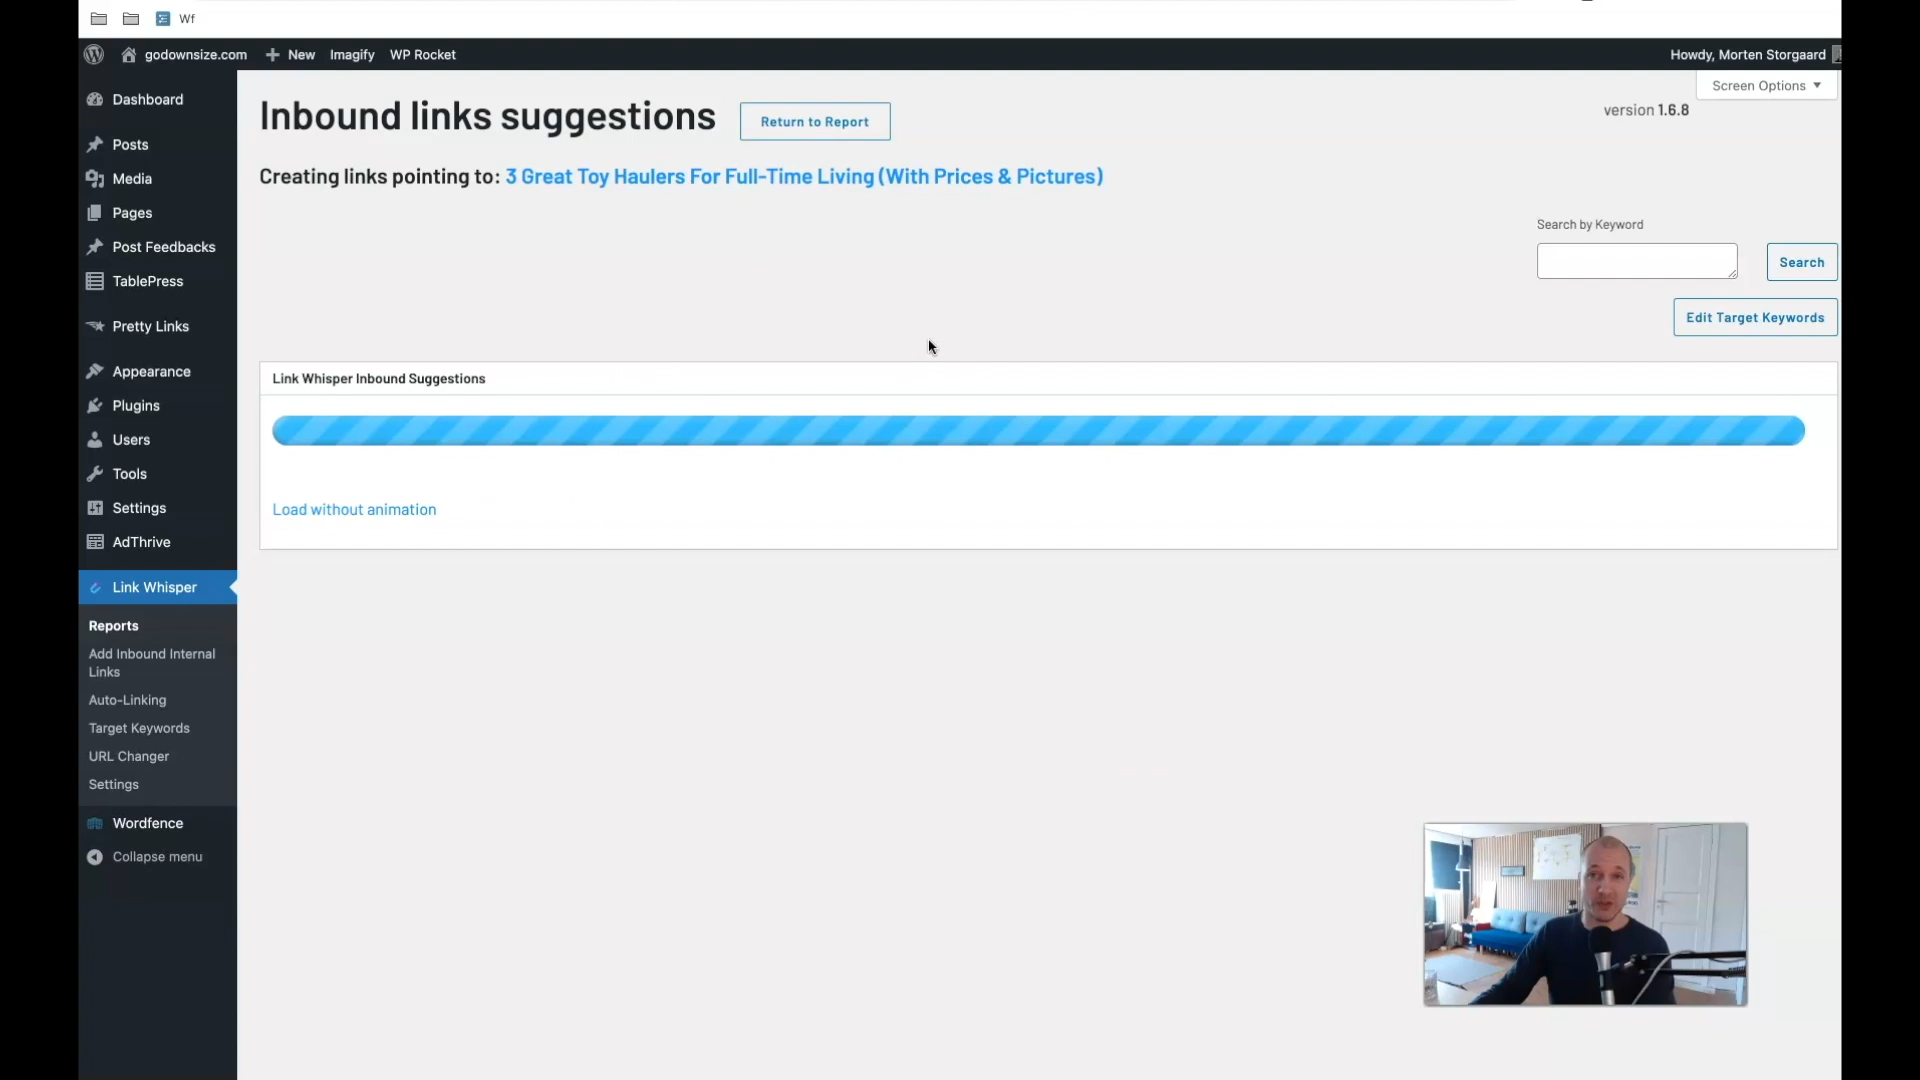 Wf
godownsize.com
New
Imagify
WP Rocket
Howdy, Morten Storgaard
Screen Options
Dashboard
Posts
Media
Pages
Post Feedbacks
TablePress
Pretty Links
Appearance
Plugins
Users
Tools
Settings
AdThrive
Link Whisper
Reports
Add Inbound Internal
Links
Auto-Linking
Target Keywords
URL Changer
Settings
Wordfence
Collapse menu
Inbound links suggestions
Return to Report
version 1.6.8
Creating links pointing to: 3 Great Toy Haulers For Full-Time Living (With Prices & Pictures)
Search by Keyword
Search
Edit Target Keywords
Link Whisper Inbound Suggestions
Load without animation